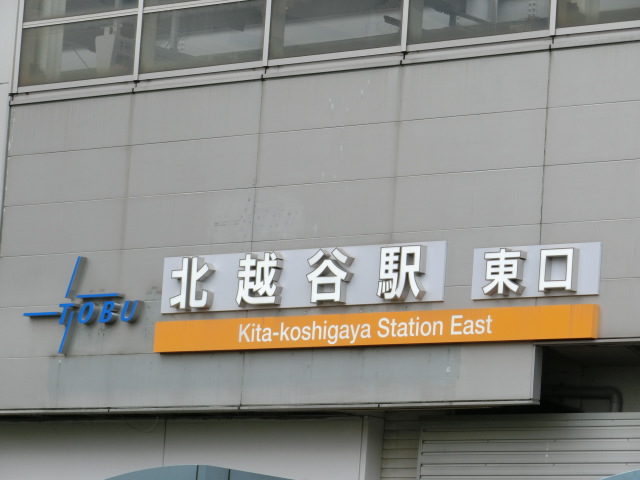 TOBU
北越谷駅 東口
Kita-koshigaya Station East